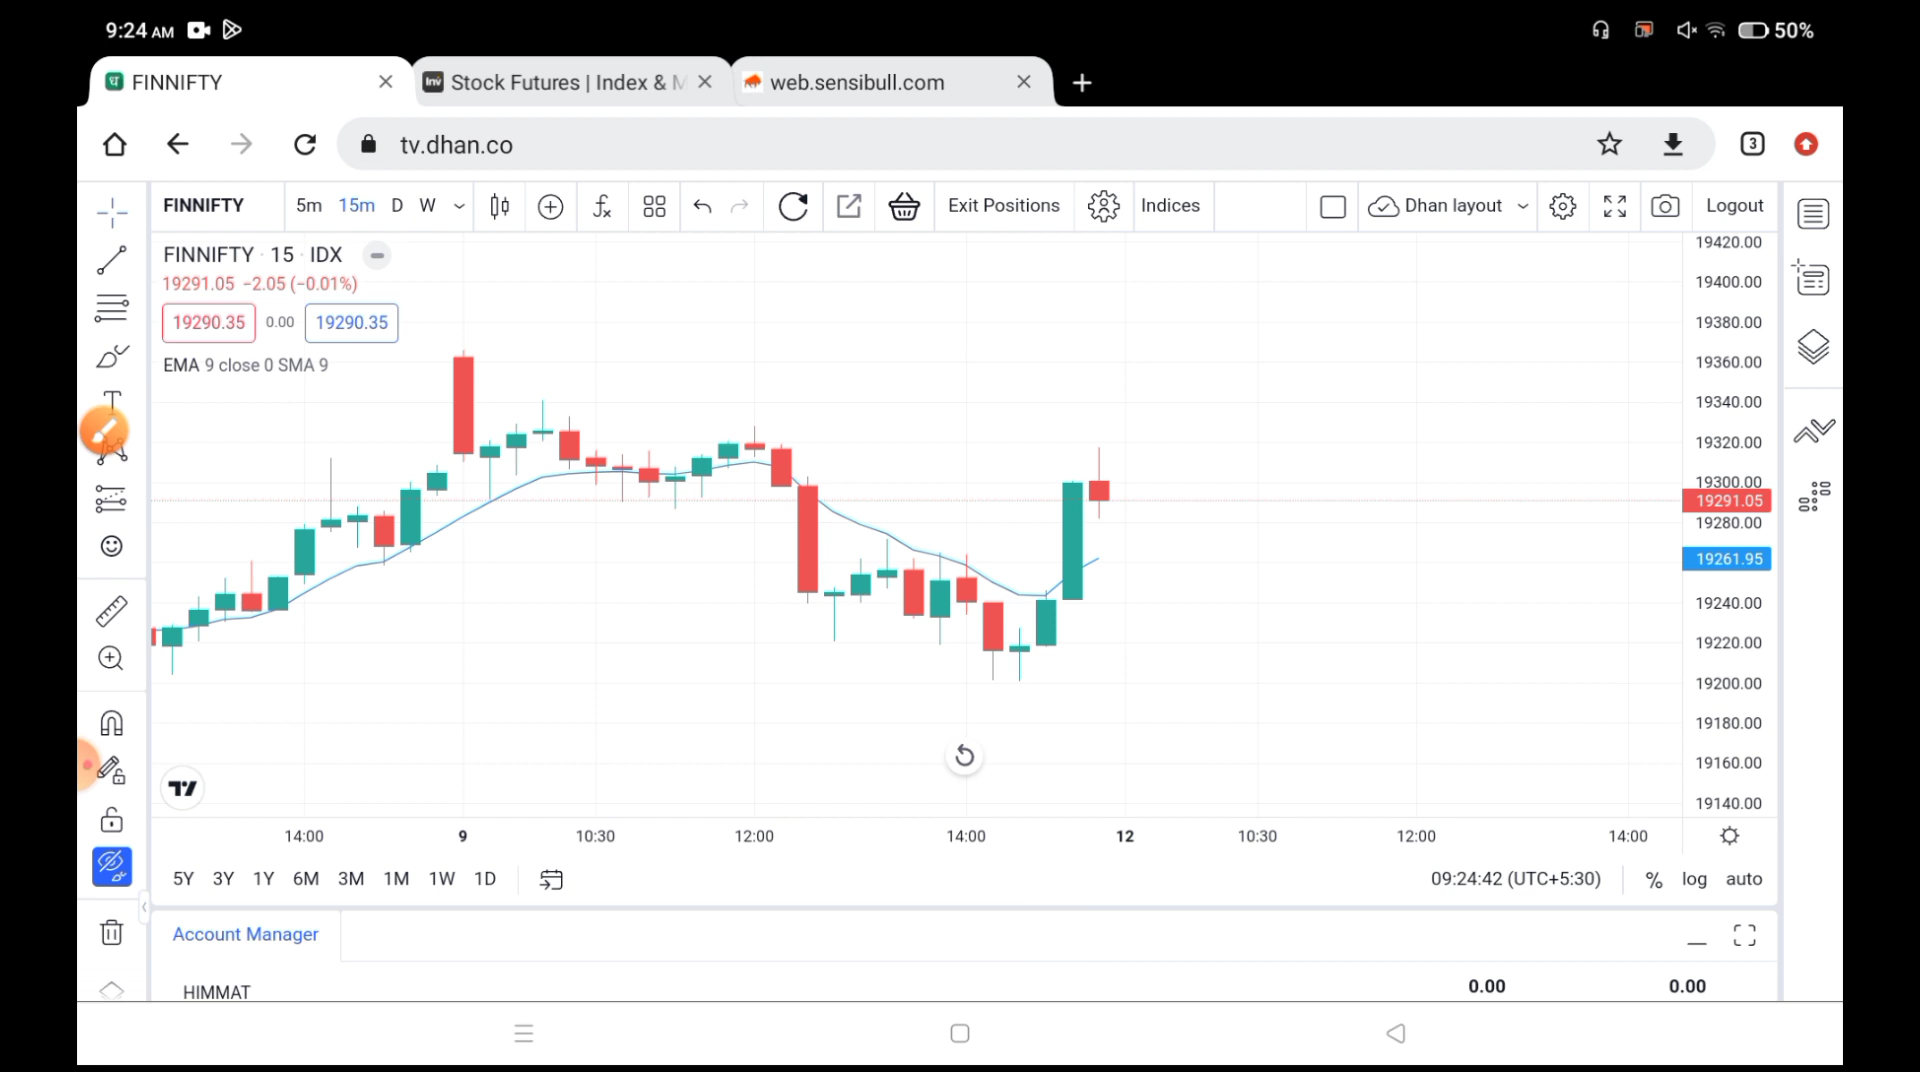 9:24 AM
50%
FINNIFTY
Inv Stock Futures | Index & M
web.sensibull.com
tv.dhan.co
3
FINNIFTY 5m 15m D W Exit Positions Indices Dhan layout Logout
FINNIFTY · 15 · IDX
19291.05 −2.05 (−0.01%)
19290.35 0.00 19290.35
EMA 9 close 0 SMA 9
19420.00
19400.00
19380.00
19360.00
19340.00
19320.00
19300.00
19291.05
19280.00
19261.95
19240.00
19220.00
19200.00
19180.00
19160.00
19140.00
14:00 9 10:30 12:00 14:00 12 10:30 12:00 14:00
5Y 3Y 1Y 6M 3M 1M 1W 1D 09:24:42 (UTC+5:30) % log auto
Account Manager
HIMMAT 0.00 0.00